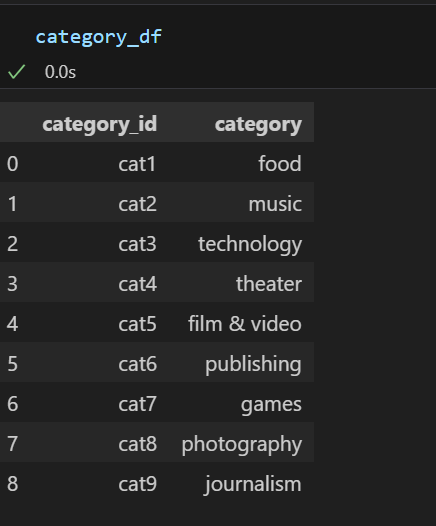 category_df
0.0s
category_id category
0 cat1 food
1 cat2 music
2 cat3 technology
3 cat4 theater
4 cat5 film & video
5 cat6 publishing
6 cat7 games
7 cat8 photography
8 cat9 journalism